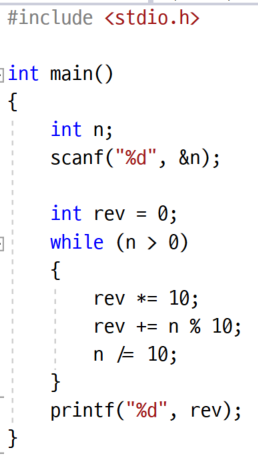 #include <stdio.h>
int main()
{
int n;
scanf("%d", &n);
int rev = 0;
while (n > 0)
{
rev *= 10;
rev += n % 10;
n /= 10;
}
printf("%d", rev);
}